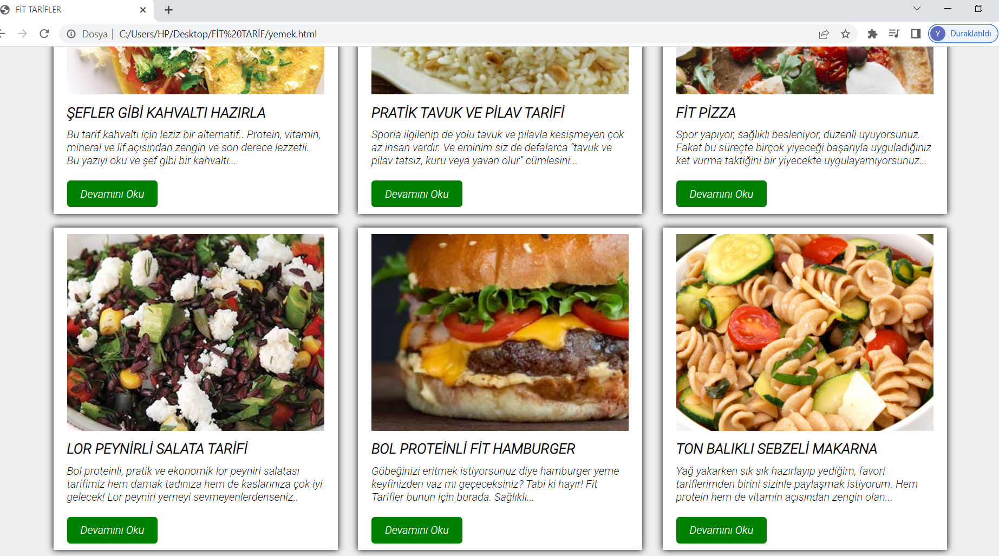 FİT TARİFLER
Dosya | C:/Users/HP/Desktop/FİT%20TARİF/yemek.html
Y Duraklatıldı
ŞEFLER GİBİ KAHVALTI HAZIRLA
Bu tarif kahvaltı için leziz bir alternatif.. Protein, vitamin,
mineral ve lif açısından zengin ve son derece lezzetli.
Bu yazıyı oku ve şef gibi bir kahvaltı...
Devamını Oku
PRATİK TAVUK VE PİLAV TARİFİ
Sporla ilgilenip de yolu tavuk ve pilavla kesişmeyen çok
az insan vardır. Ve eminim siz de defalarca “tavuk ve
pilav tatsız, kuru veya yavan olur” cümlesini...
Devamını Oku
FİT PİZZA
Spor yapıyor, sağlıklı besleniyor, düzenli uyuyorsunuz.
Fakat bu süreçte birçok yiyeceği başarıyla uyguladığınız
ket vurma taktiğini bir yiyecekte uygulayamıyorsunuz...
Devamını Oku
LOR PEYNİRLİ SALATA TARİFİ
Bol proteinli, pratik ve ekonomik lor peyniri salatası
tarifimiz hem damak tadınıza hem de kaslarınıza çok iyi
gelecek! Lor peyniri yemeyi sevmeyenlerdenseniz..
Devamını Oku
BOL PROTEİNLİ FİT HAMBURGER
Göbeğinizi eritmek istiyorsunuz diye hamburger yeme
keyfinizden vaz mı geçeceksiniz? Tabi ki hayır! Fit
Tarifler bunun için burada. Sağlıklı...
Devamını Oku
TON BALIKLI SEBZELİ MAKARNA
Yağ yakarken sık sık hazırlayıp yediğim, favori
tariflerimden birini sizinle paylaşmak istiyorum. Hem
protein hem de vitamin açısından zengin olan...
Devamını Oku